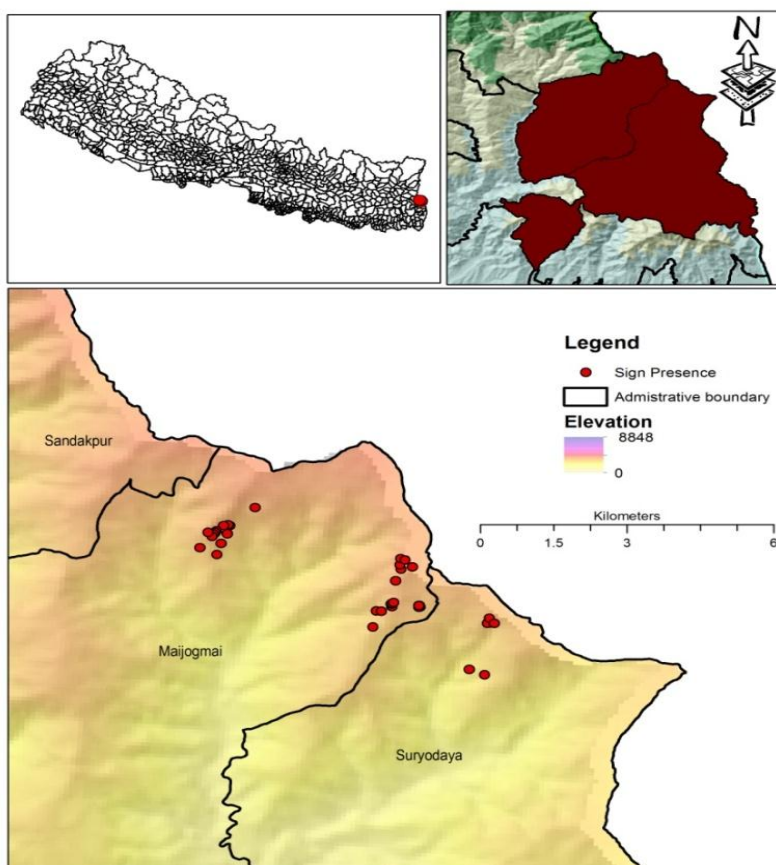 N
Legend
Sign Presence
Admistrative boundary
Elevation
8848
0
Kilometers
0 1.5 3 6
Sandakpur
Maijogmai
Suryodaya